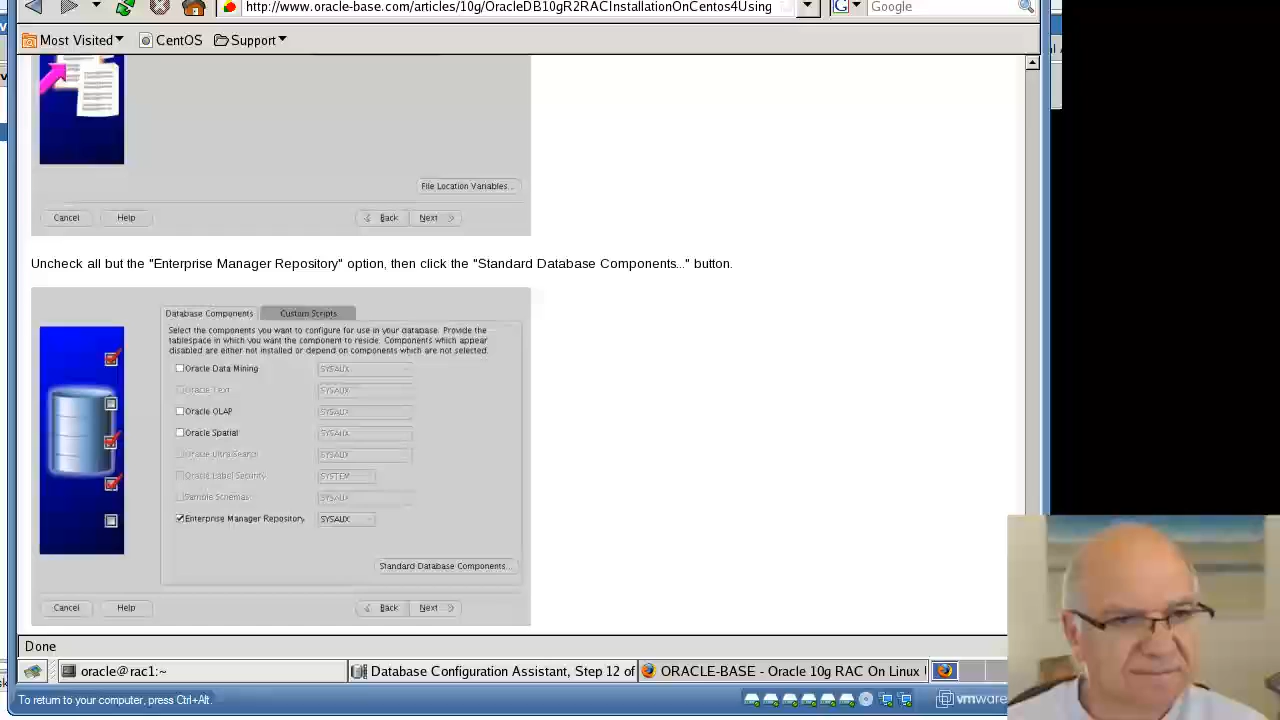 http://www.oracle-base.com/articles/10g/OracleDB10gR2RACInstallationOnCentos4Using
Google
Most Visited
CentOS
Support
File Location Variables...
Cancel
Help
Back
Next
Uncheck all but the "Enterprise Manager Repository" option, then click the "Standard Database Components..." button.
Database Components
Custom Scripts
Select the components you want to configure for use in your database. Provide the
tablespace in which you want the component to reside. Components which appear
disabled are either not installed or depend on components which are not selected.
Oracle Data Mining SYSAUX
Oracle Text SYSAUX
Oracle OLAP SYSAUX
Oracle Spatial SYSAUX
Oracle Ultra Search SYSAUX
Oracle Label Security SYSTEM
Sample Schemas SYSAUX
Enterprise Manager Repository SYSAUX
Standard Database Components...
Cancel
Help
Back
Next
Done
oracle@rac1:~
Database Configuration Assistant, Step 12 of
ORACLE-BASE - Oracle 10g RAC On Linux
To return to your computer, press Ctrl+Alt.
vmware